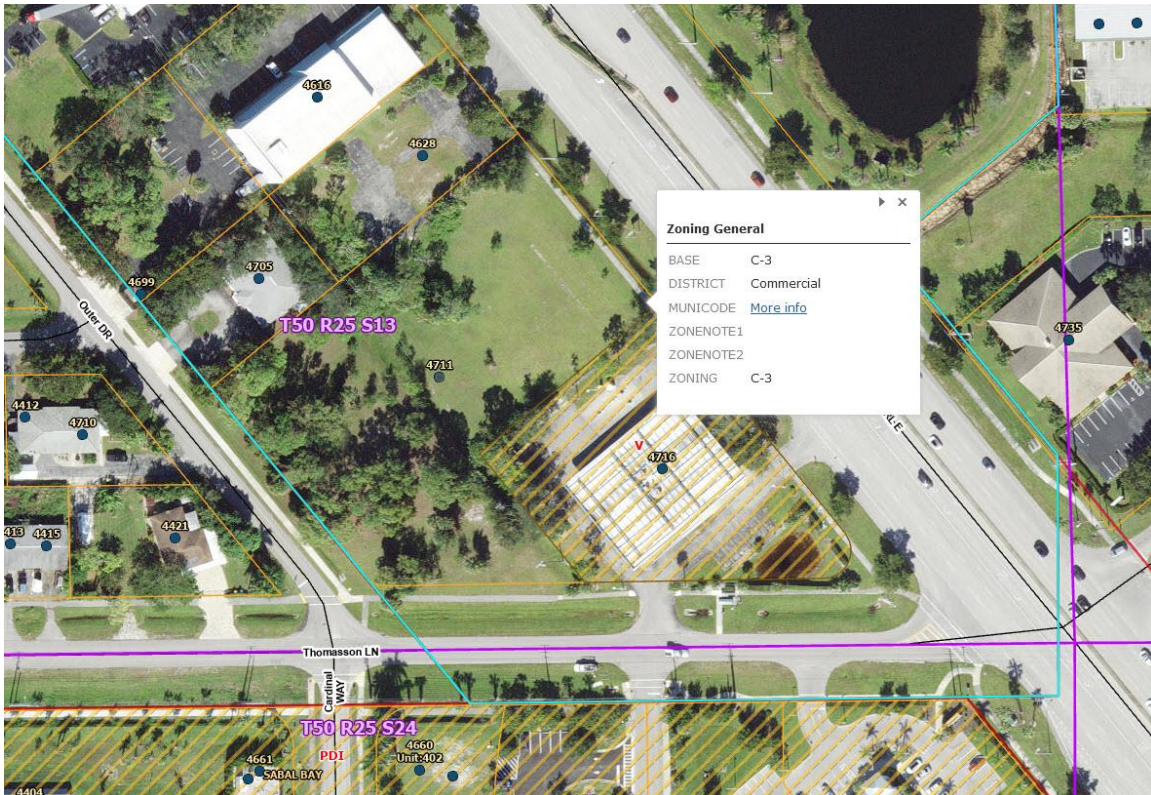 4616
4628
4705
4699
Outer DR
T50 R25 S13
4711
4412
4710
4716
V
4735
4421
413
4415
Zoning General
BASE C-3
DISTRICT Commercial
MUNICODE More info
ZONENOTE1
ZONENOTE2
ZONING C-3
Thomasson LN
Cardinal
WAY
T50 R25 S24
PDI
4661
SABAL BAY
4660
Unit:402
4404